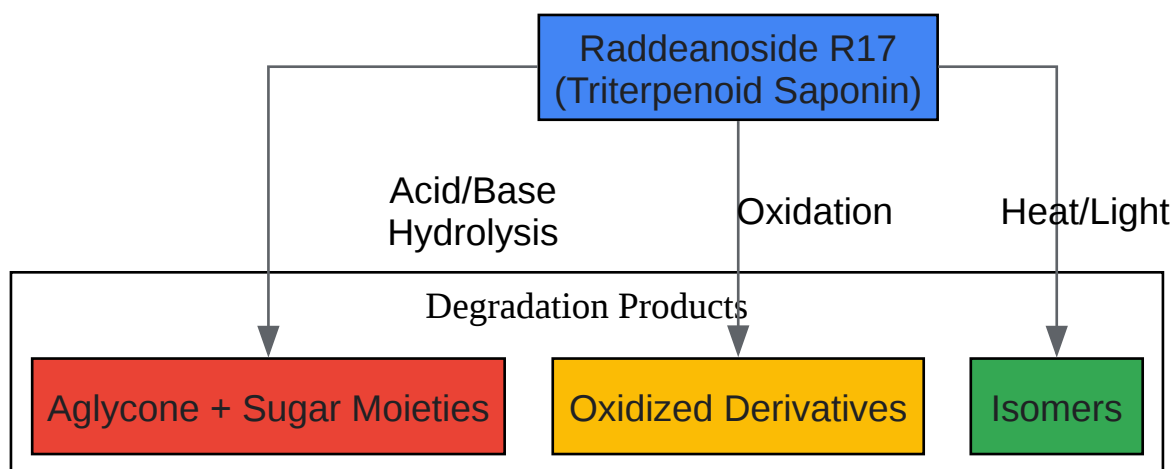 Raddeanoside R17
(Triterpenoid Saponin)
Acid/Base
Hydrolysis
Oxidation
Heat/Light
Degradation Products
Aglycone + Sugar Moieties
Oxidized Derivatives
Isomers